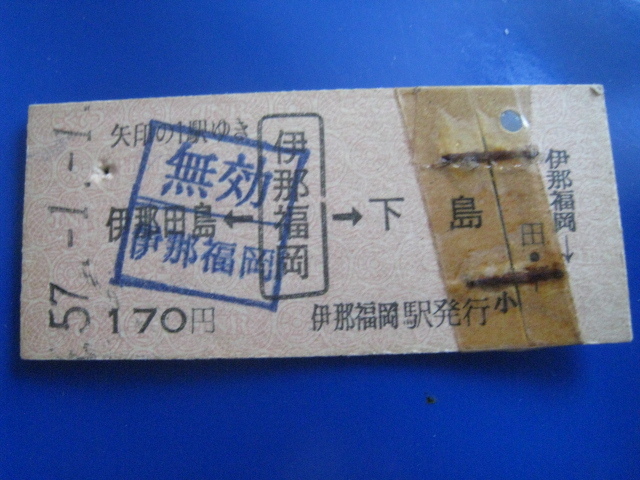 57.-1.-1.
矢印の1駅ゆき
無効
伊那福岡
伊那田島←
伊那福岡
→下島
170円
伊那福岡駅発行
小
田
伊那福岡→